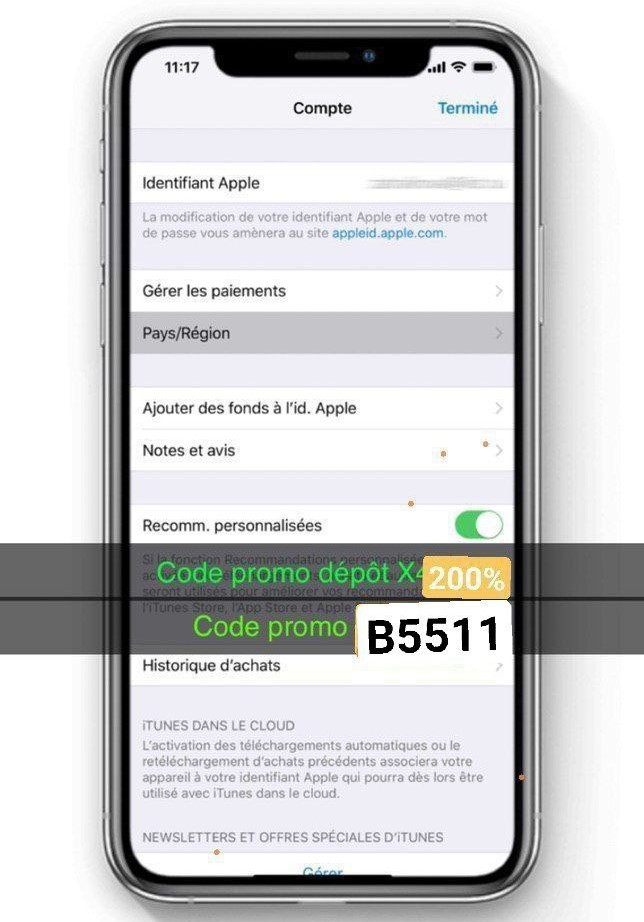 11:17
Compte
Terminé
Identifiant Apple
La modification de votre identifiant Apple et de votre mot
de passe vous amènera au site appleid.apple.com.
Gérer les paiements
Pays/Région
Ajouter des fonds à l'id. Apple
Notes et avis
Recomm. personnalisées
Si la fonction Recommandations personnalisées
Code promo dépôt X4 200%
seront utilisés pour améliorer vos
l'iTunes Store, l'App Store et Apple
Code promo B5511
Historique d'achats
iTUNES DANS LE CLOUD
L'activation des téléchargements automatiques ou le
retéléchargement d'achats précédents associera votre
appareil à votre identifiant Apple qui pourra dès lors être
utilisé avec iTunes dans le cloud.
NEWSLETTERS ET OFFRES SPÉCIALES D'iTUNES
Gérer